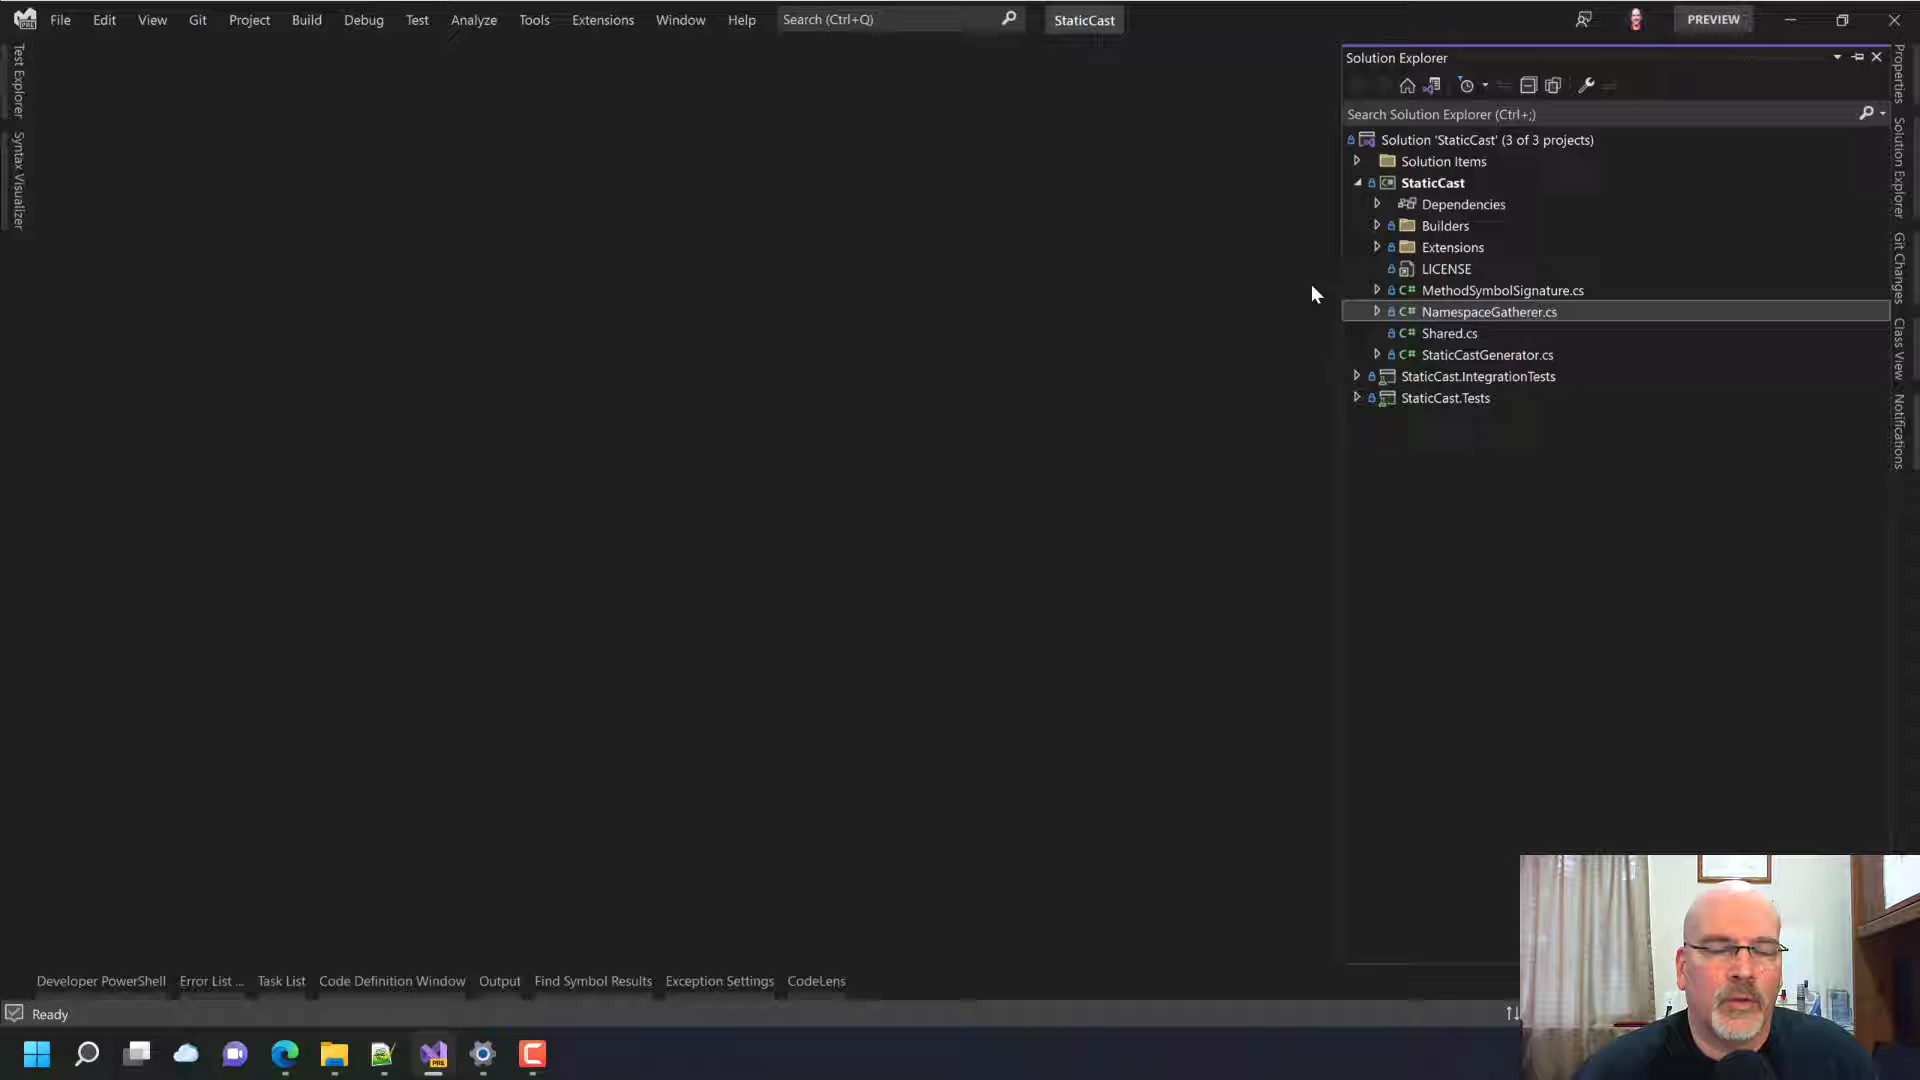 File Edit View Git Project Build Debug Test Analyze Tools Extensions Window Help Search (Ctrl+Q) StaticCast PREVIEW
Test Explorer
Syntax Visualizer
Solution Explorer
Search Solution Explorer (Ctrl+;)
Solution 'StaticCast' (3 of 3 projects)
Solution Items
StaticCast
Dependencies
Builders
Extensions
LICENSE
C# MethodSymbolSignature.cs
C# NamespaceGatherer.cs
C# Shared.cs
C# StaticCastGenerator.cs
StaticCast.IntegrationTests
StaticCast.Tests
Properties
Solution Explorer
Git Changes
Class View
Notifications
Developer PowerShell Error List ... Task List Code Definition Window Output Find Symbol Results Exception Settings CodeLens
Ready
PRE